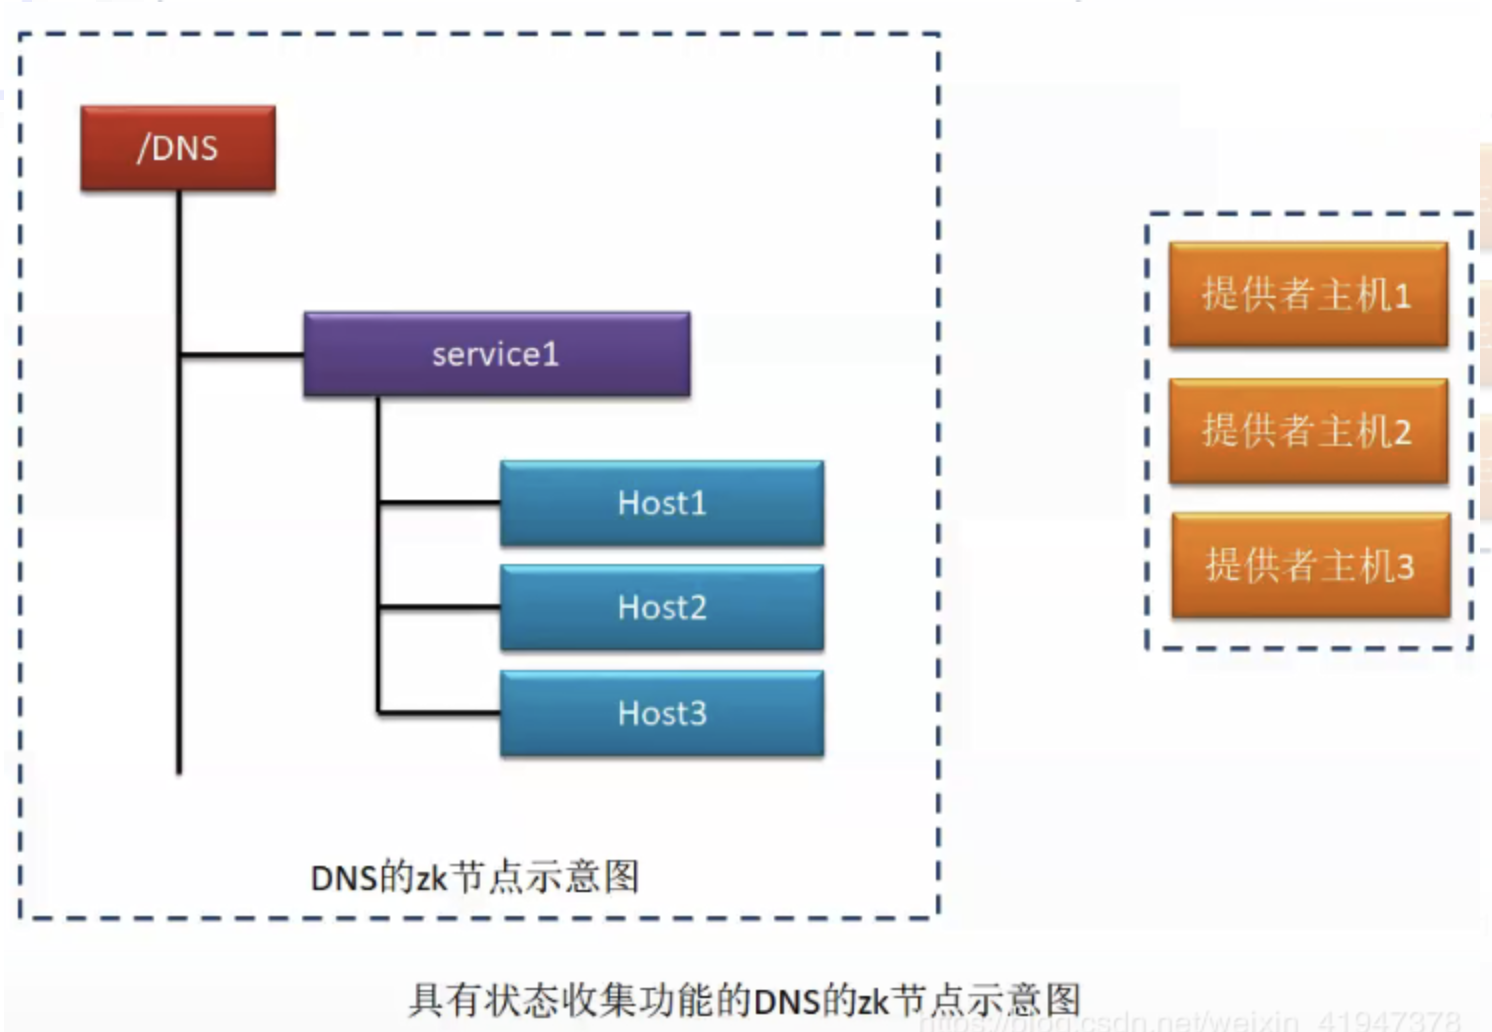 /DNS
service1
Host1
Host2
Host3
DNS的zk节点示意图
提供者主机1
提供者主机2
提供者主机3
具有状态收集功能的DNS的zk节点示意图
https://blog.csdn.net/weixin_41947378